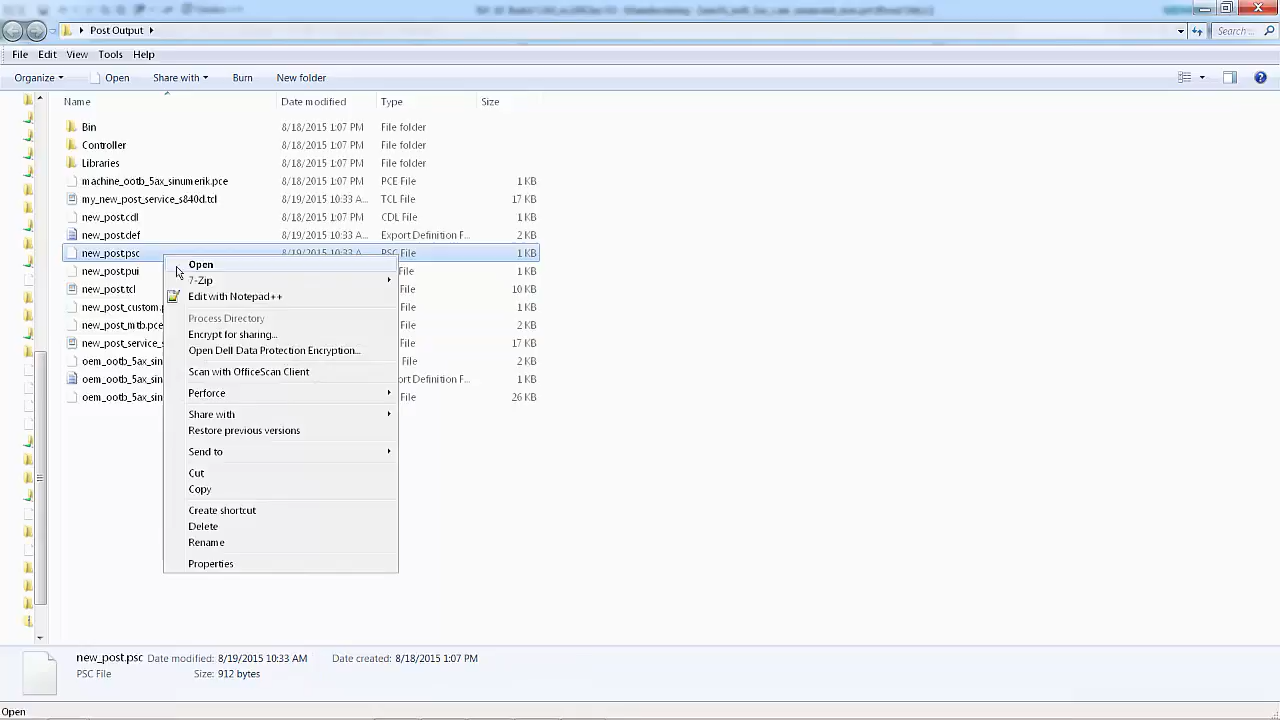 Post Output
Search...
File Edit View Tools Help
Organize Open Share with Burn New folder
Name Date modified Type Size
Bin 8/18/2015 1:07 PM File folder
Controller 8/18/2015 1:07 PM File folder
Libraries 8/18/2015 1:07 PM File folder
machine_ootb_5ax_sinumerik.pce 8/18/2015 1:07 PM PCE File 1 KB
my_new_post_service_s840d.tcl 8/19/2015 10:33 A... TCL File 17 KB
new_post.cdl 8/18/2015 1:07 PM CDL File 1 KB
new_post.def 8/19/2015 10:33 A... Export Definition F... 2 KB
new_post.psc 8/19/2015 10:33 A... PSC File 1 KB
new_post.pui File 1 KB
new_post.tcl File 10 KB
new_post_custom.p File 1 KB
new_post_mtb.pce File 2 KB
new_post_service_s File 17 KB
oem_ootb_5ax_sin File 2 KB
oem_ootb_5ax_sin ort Definition F... 1 KB
oem_ootb_5ax_sin File 26 KB
Open
7-Zip
Edit with Notepad++
Process Directory
Encrypt for sharing...
Open Dell Data Protection Encryption...
Scan with OfficeScan Client
Perforce
Share with
Restore previous versions
Send to
Cut
Copy
Create shortcut
Delete
Rename
Properties
new_post.psc Date modified: 8/19/2015 10:33 AM Date created: 8/18/2015 1:07 PM
PSC File Size: 912 bytes
Open